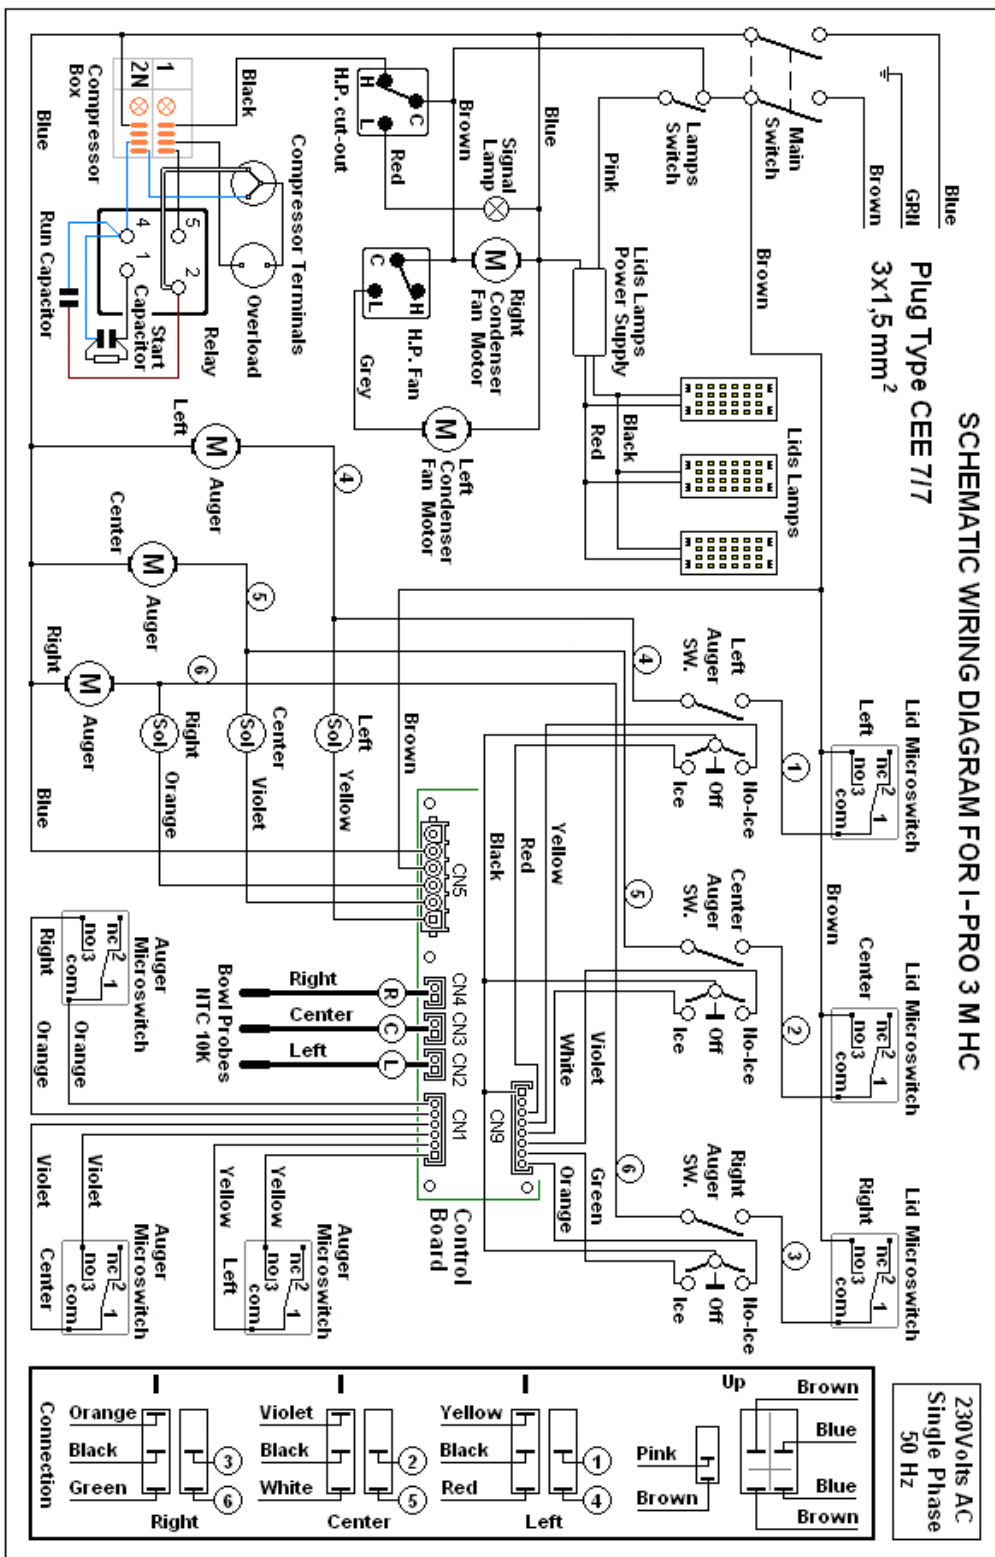 SCHEMATIC WIRING DIAGRAM FOR I-PRO 3 M HC
230Volts AC
Single Phase
50 Hz
Plug Type CEE 7/7
3x1,5 mm²
Blue
GRN
Brown
Main
Switch
Lamps
Switch
Pink
Brown
Blue
Brown
Signal
Lamp
H
C
L
H.P. cut-out
Red
Black
1
2N
Compressor
Box
Blue
Compressor Terminals
Overload
Relay
5
4
2
1
Start
Capacitor
Run Capacitor
M
Right
Condenser
Fan Motor
C
H
L
H.P. Fan
Grey
M
Left
Condenser
Fan Motor
Lids Lamps
Power Supply
Black
Red
Lids Lamps
Left
M
Auger
4
Center
M
Auger
5
Right
M
Auger
6
Sol
Right
Sol
Center
Sol
Left
Orange
Violet
Yellow
Brown
Blue
Left
Auger
SW.
4
1
Lid Microswitch
Left
nc 2
no 3
1
com
Ice
Off
No-Ice
Black
Red
Yellow
5
Center
Auger
SW.
2
Brown
Lid Microswitch
Center
nc 2
no 3
1
com
Ice
Off
No-Ice
White
Violet
6
Right
Auger
SW.
3
Lid Microswitch
Right
nc 2
no 3
1
com
Ice
Off
No-Ice
Orange
Green
CN5
CN4
CN3
CN2
CN1
CN9
Control
Board
Right
R
Center
C
Left
L
Bowl Probes
NTC 10K
Auger
Microswitch
Right
nc 2
no 3
1
com
Orange
Orange
Auger
Microswitch
Center
nc 2
no 3
1
com
Violet
Violet
Auger
Microswitch
Left
nc 2
no 3
1
com
Yellow
Yellow
Connection
Orange
Black
Green
3
6
Right
Violet
Black
White
2
5
Center
Yellow
Black
Red
1
4
Left
Up
Pink
Brown
Brown
Blue
Blue
Brown